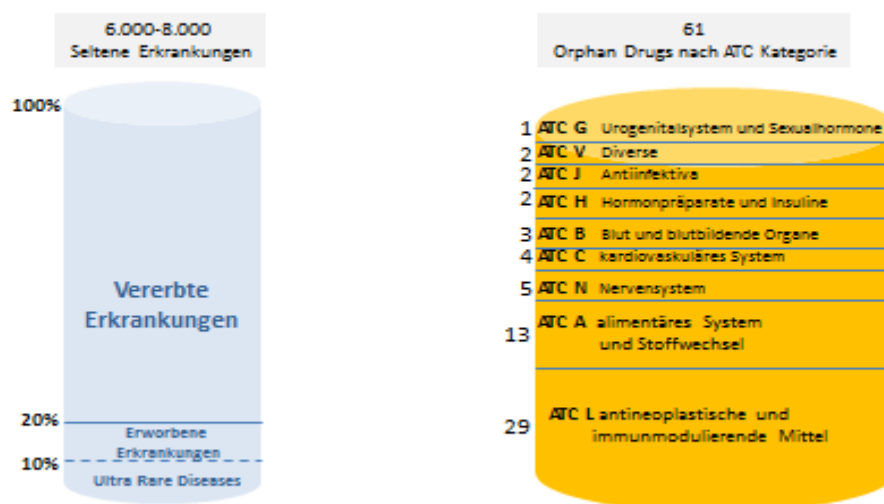 6.000-8.000
Seltene Erkrankungen
100%
Vererbte
Erkrankungen
20%
Erworbene
Erkrankungen
10%
Ultra Rare Diseases
61
Orphan Drugs nach ATC Kategorie
1 ATC G Urogenitalsystem und Sexualhormone
2 ATC V Diverse
2 ATC J Antiinfektiva
2 ATC H Hormonpräparate und Insuline
3 ATC B Blut und blutbildende Organe
4 ATC C kardiovaskuläres System
5 ATC N Nervensystem
13 ATC A alimentäres System
und Stoffwechsel
29 ATC L antineoplastische und
immunmodulierende Mittel